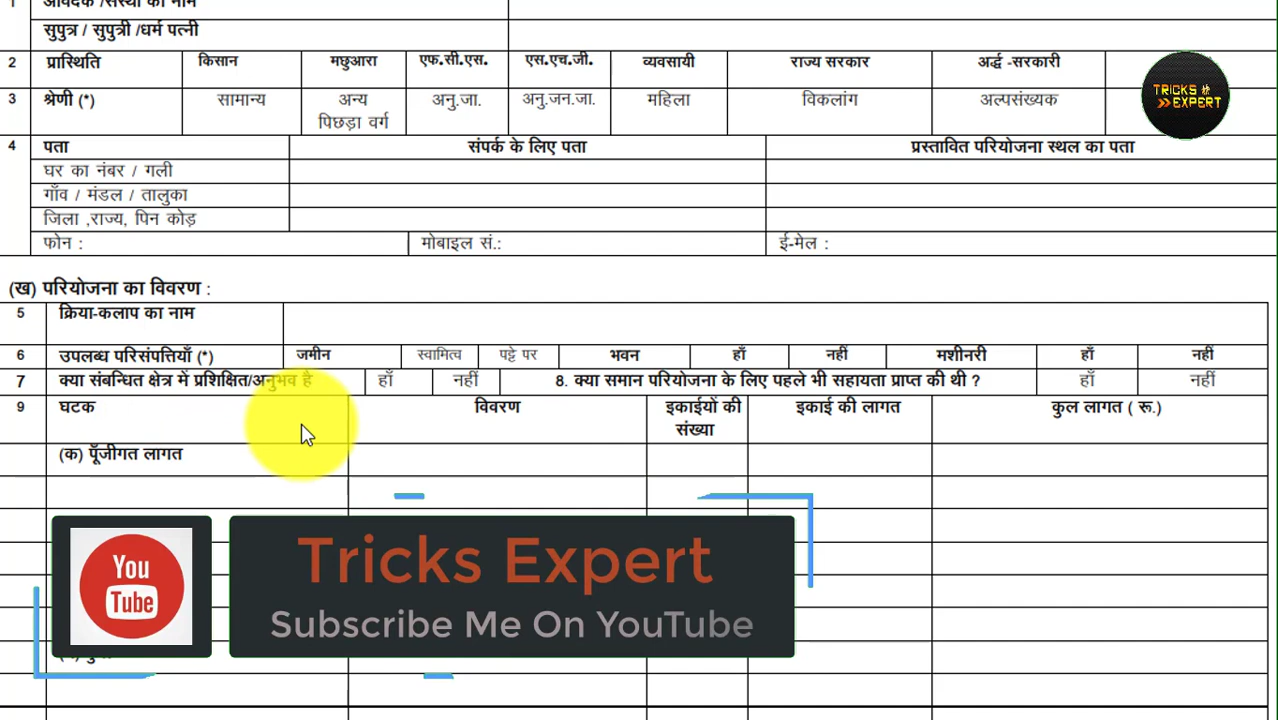 1 आवेदक /संस्था का नाम
सुपुत्र / सुपुत्री /धर्म पत्नी
2 प्रास्थिति किसान मछुआरा एफ.सी.एस. एस.एच.जी. व्यवसायी राज्य सरकार अर्द्ध -सरकारी
3 श्रेणी (*) सामान्य अन्य पिछड़ा वर्ग अनु.जा. अनु.जन.जा. महिला विकलांग अल्पसंख्यक
TRICKS
EXPERT
4 पता संपर्क के लिए पता प्रस्तावित परियोजना स्थल का पता
घर का नंबर / गली
गाँव / मंडल / तालुका
जिला ,राज्य, पिन कोड़
फोन : मोबाइल सं.: ई-मेल :
(ख) परियोजना का विवरण :
5 क्रिया-कलाप का नाम
6 उपलब्ध परिसंपत्तियाँ (*) जमीन स्वामित्व पट्टे पर भवन हाँ नहीं मशीनरी हाँ नहीं
7 क्या संबन्धित क्षेत्र में प्रशिक्षित/अनुभव है हाँ नहीं 8. क्या समान परियोजना के लिए पहले भी सहायता प्राप्त की थी ? हाँ नहीं
9 घटक विवरण इकाईयों की संख्या इकाई की लागत कुल लागत ( रू.)
(क) पूँजीगत लागत
You
Tube
Tricks Expert
Subscribe Me On YouTube